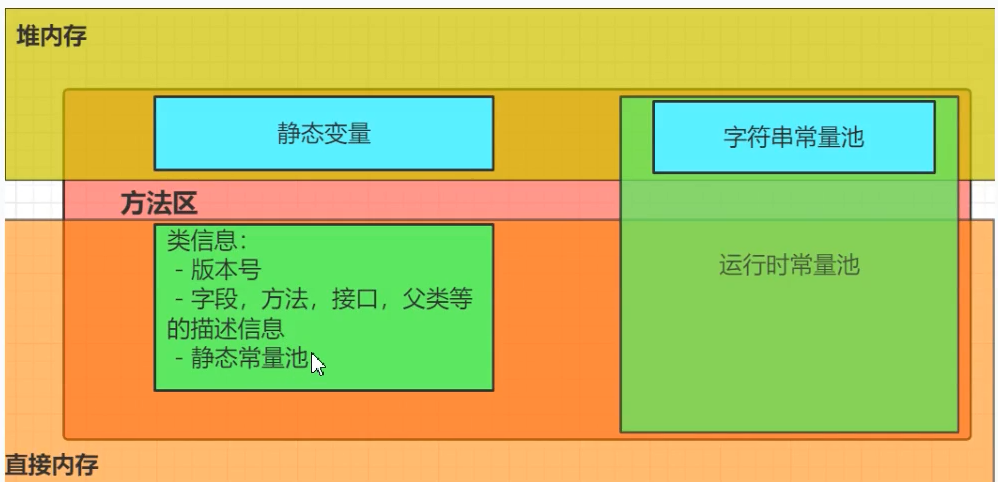 堆内存
静态变量
字符串常量池
方法区
类信息：
- 版本号
- 字段，方法，接口，父类等
的描述信息
- 静态常量池
运行时常量池
直接内存